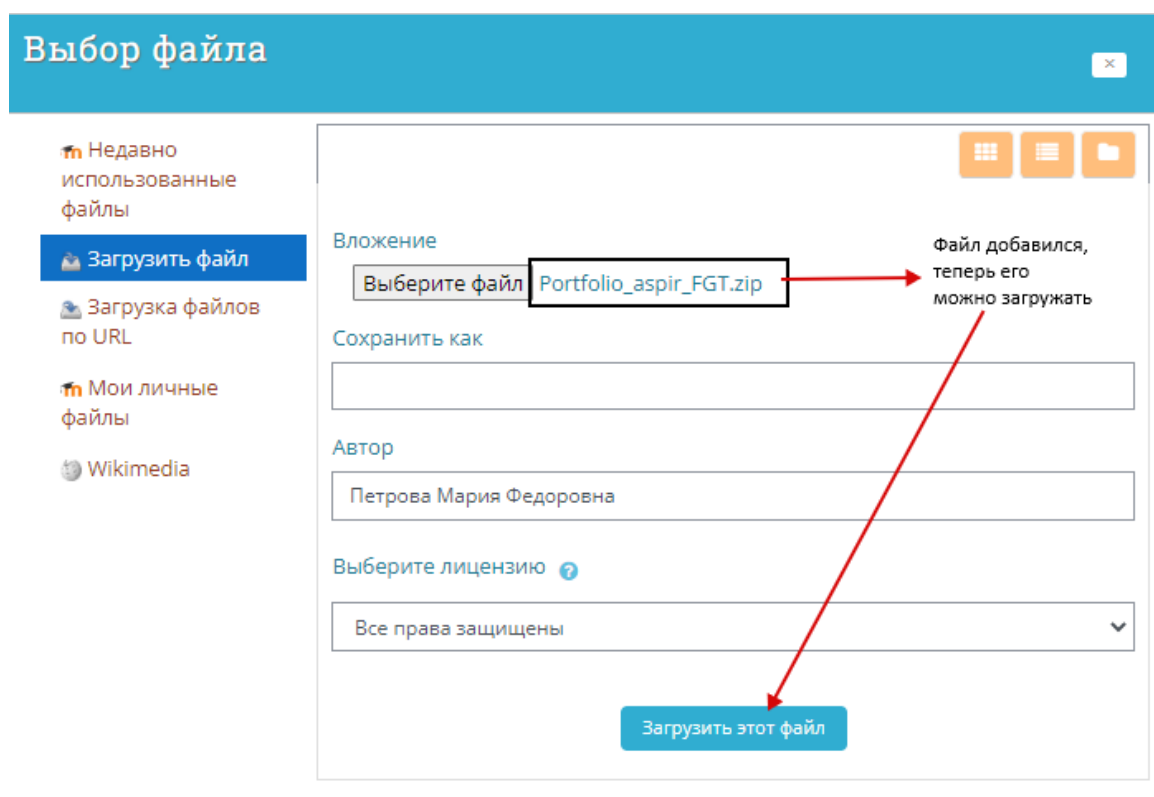 Выбор файла
×
Недавно
использованные
файлы
Загрузить файл
Загрузка файлов
по URL
Мои личные
файлы
Wikimedia
Вложение
Выберите файл Portfolio_aspir_FGT.zip
Файл добавился,
теперь его
можно загружать
Сохранить как
Автор
Петрова Мария Федоровна
Выберите лицензию ?
Все права защищены
Загрузить этот файл